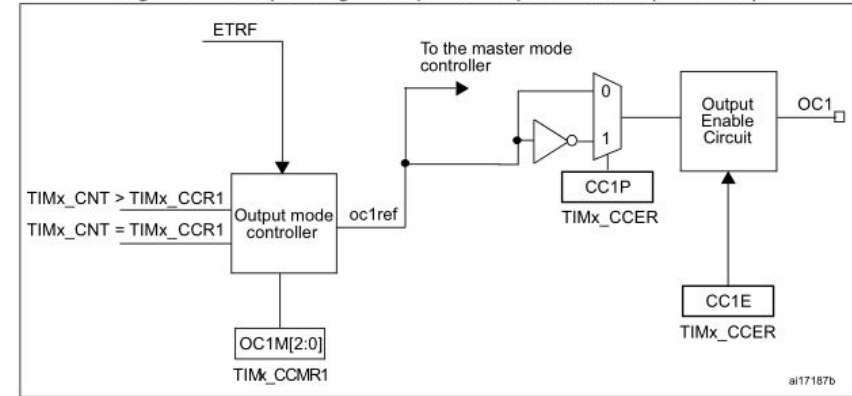 ETRF
To the master mode
controller
0
1
Output
Enable
Circuit
OC1
CC1P
TIMx_CCER
TIMx_CNT > TIMx_CCR1
TIMx_CNT = TIMx_CCR1
Output mode
controller
oc1ref
CC1E
TIMx_CCER
OC1M[2:0]
TIMx_CCMR1
ai17187b